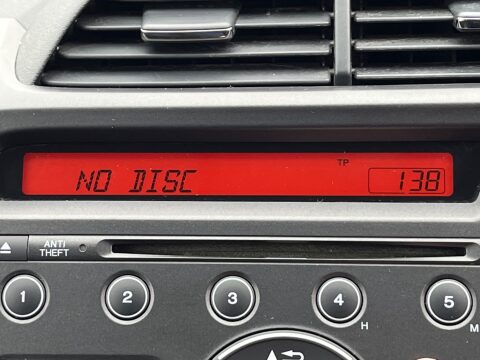 TP
NO DISC 138
ANTI
THEFT
1 2 3 4 5
H M